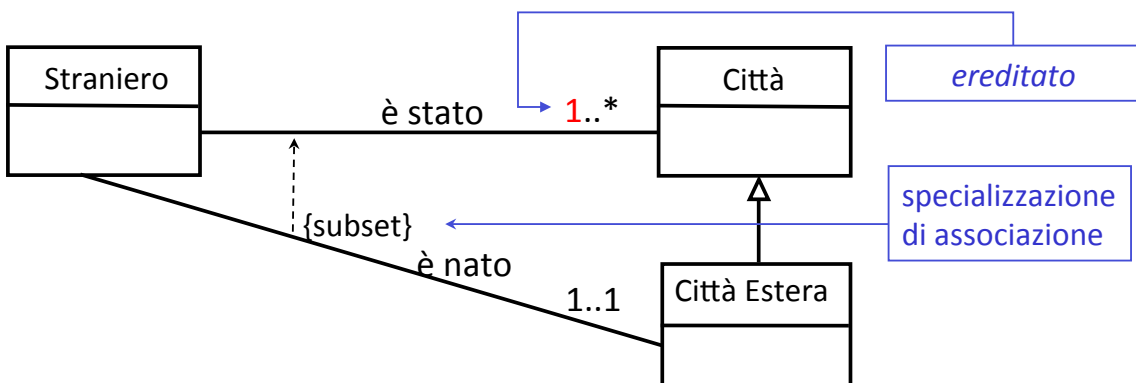 Straniero
Città
ereditato
è stato
1..*
{subset}
specializzazione
di associazione
è nato
1..1
Città Estera